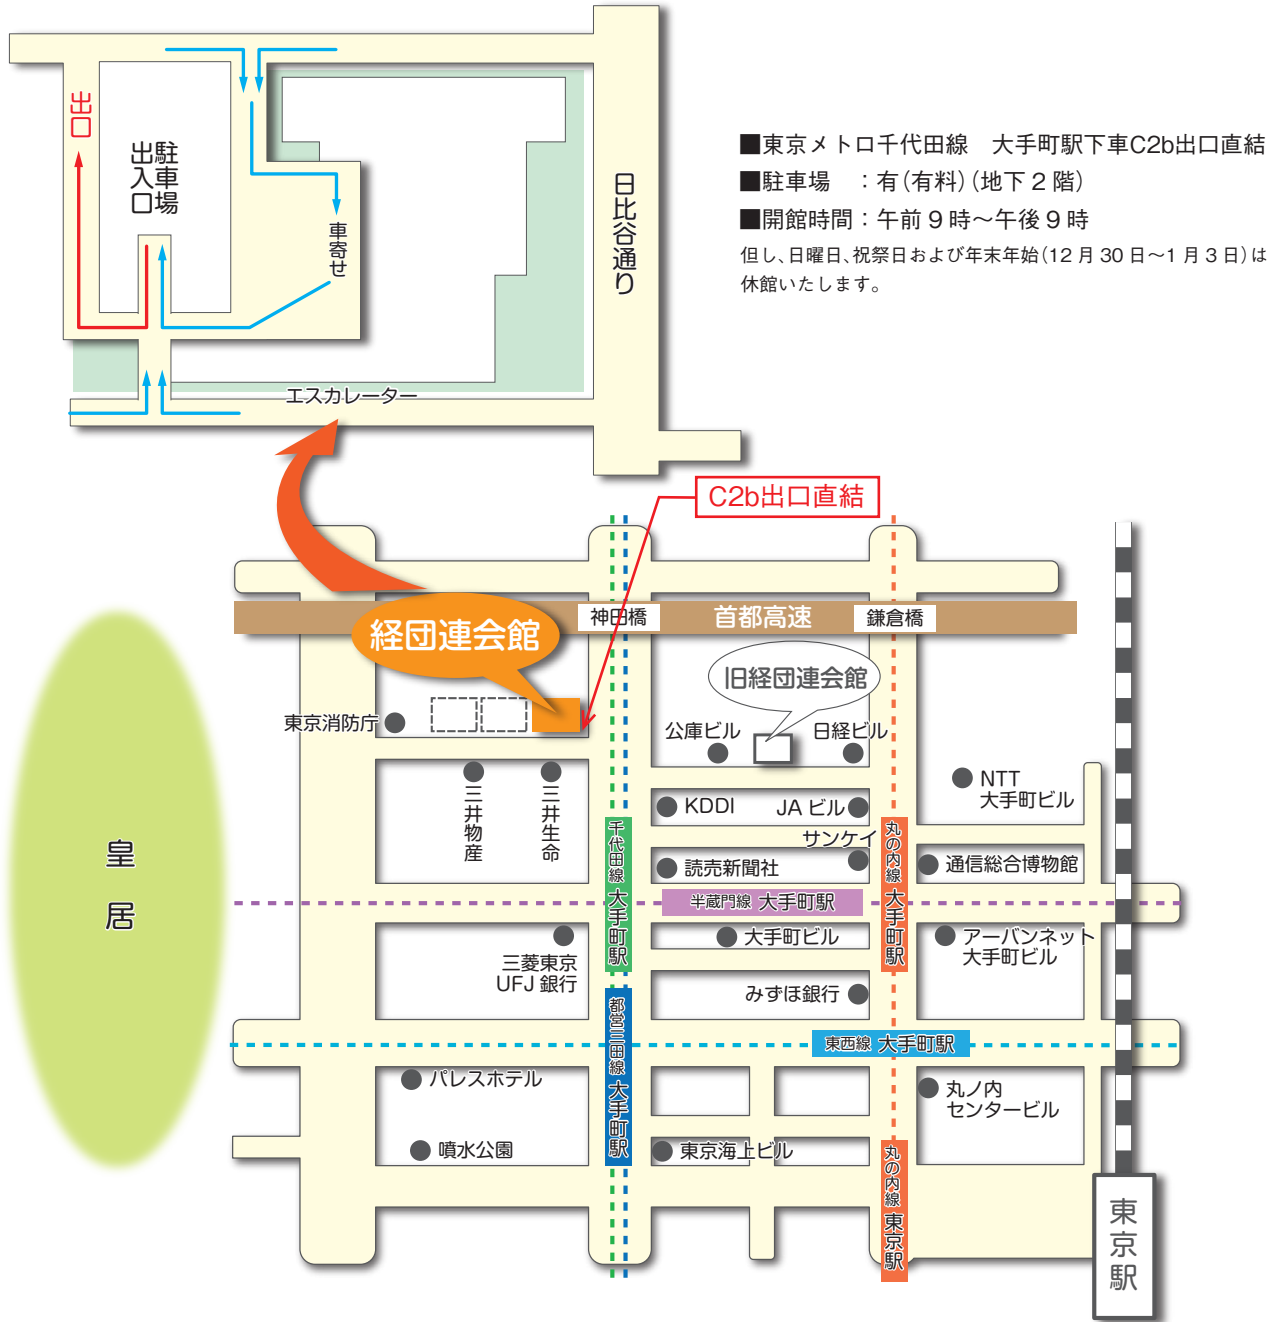 出口
駐車場
出入口
車寄せ
日比谷通り
エスカレーター
■東京メトロ千代田線　大手町駅下車C2b出口直結
■駐車場　：有(有料)(地下2階)
■開館時間：午前9時〜午後9時
但し、日曜日、祝祭日および年末年始(12月30日〜1月3日)は
休館いたします。
C2b出口直結
神田橋
首都高速
鎌倉橋
経団連会館
旧経団連会館
東京消防庁
公庫ビル
日経ビル
三井物産
三井生命
NTT
大手町ビル
KDDI
JAビル
サンケイ
読売新聞社
通信総合博物館
千代田線 大手町駅
丸の内線 大手町駅
半蔵門線 大手町駅
皇居
三菱東京
UFJ銀行
大手町ビル
アーバンネット
大手町ビル
みずほ銀行
都営三田線 大手町駅
東西線 大手町駅
パレスホテル
丸ノ内
センタービル
噴水公園
東京海上ビル
丸の内線 東京駅
東京駅